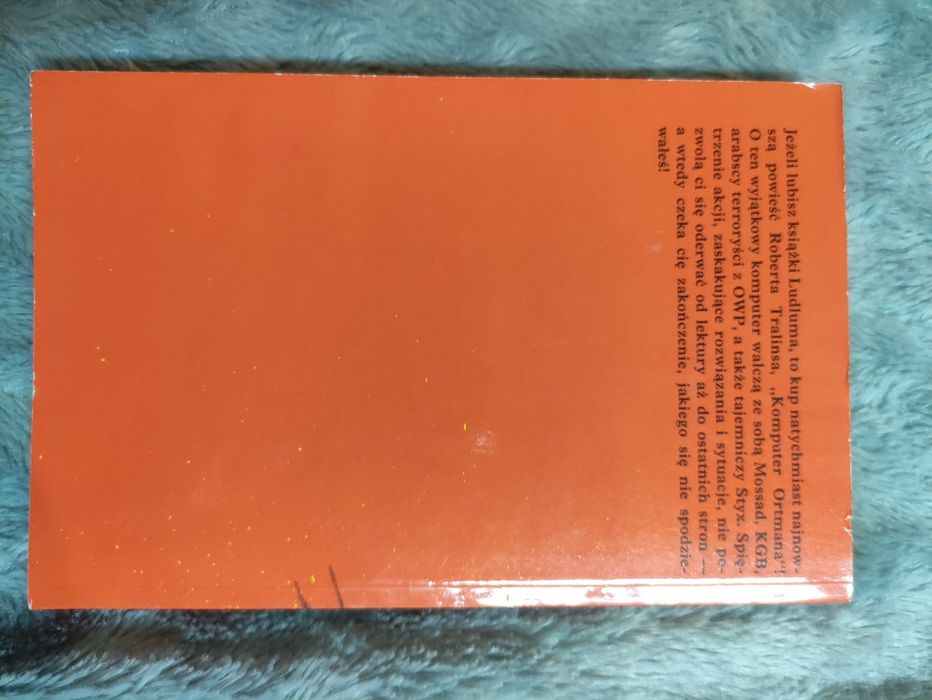 Jeżeli lubisz książki Ludluma, to kup natychmiast najnow-
szą powieść Roberta Tralinsa, „Komputer Ortmana“!
O ten wyjątkowy komputer walczą ze sobą Mossad, KGB,
arabscy terroryści z OWP, a także tajemniczy Styx. Spię-
trzenie akcji, zaskakujące rozwiązania i sytuacje, nie po-
zwolą ci się oderwać od lektury aż do ostatnich stron —
a wtedy czeka cię zakończenie, jakiego się nie spodzie-
wałeś!